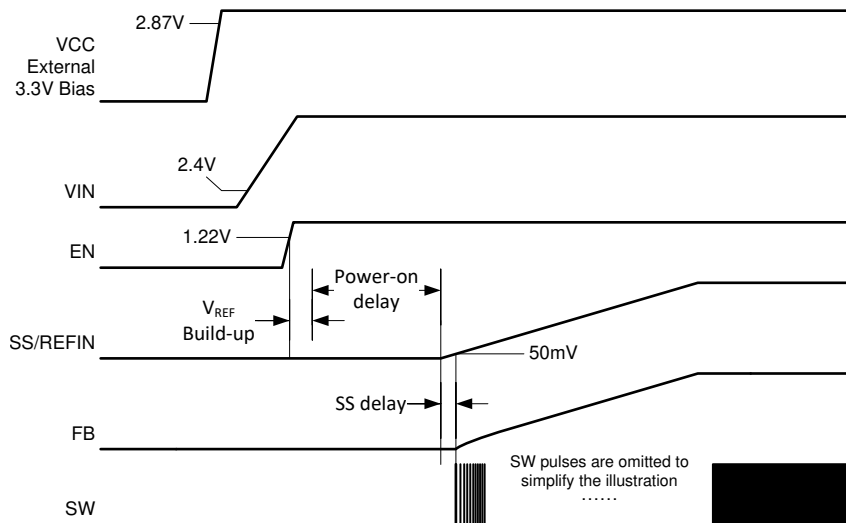 2.87V
VCC
External
3.3V Bias
2.4V
VIN
1.22V
EN
Power-on
delay
VREF
Build-up
SS/REFIN
50mV
SS delay
FB
SW pulses are omitted to
simplify the illustration
......
SW